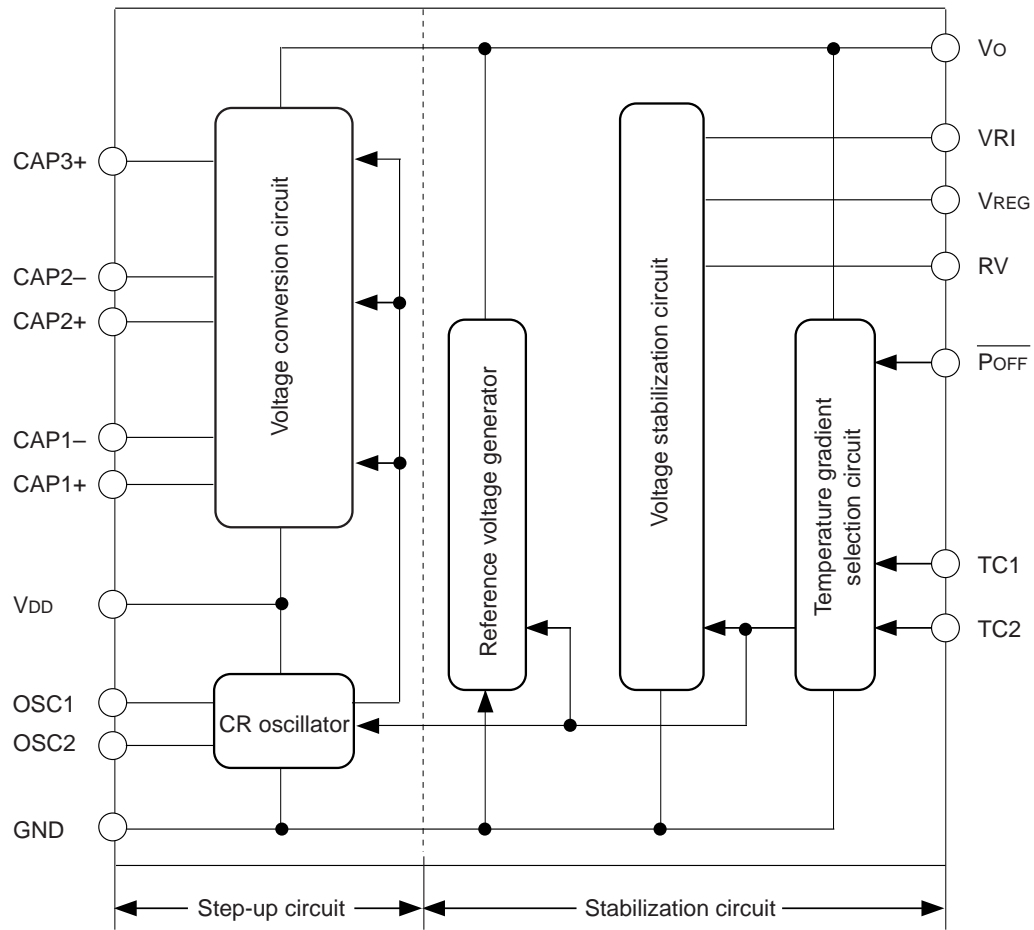 CAP3+
CAP2–
CAP2+
CAP1–
CAP1+
VDD
OSC1
OSC2
GND
Voltage conversion circuit
CR oscillator
Reference voltage generator
Voltage stabilization circuit
Temperature gradient
selection circuit
VO
VRI
VREG
RV
POFF
TC1
TC2
Step-up circuit
Stabilization circuit